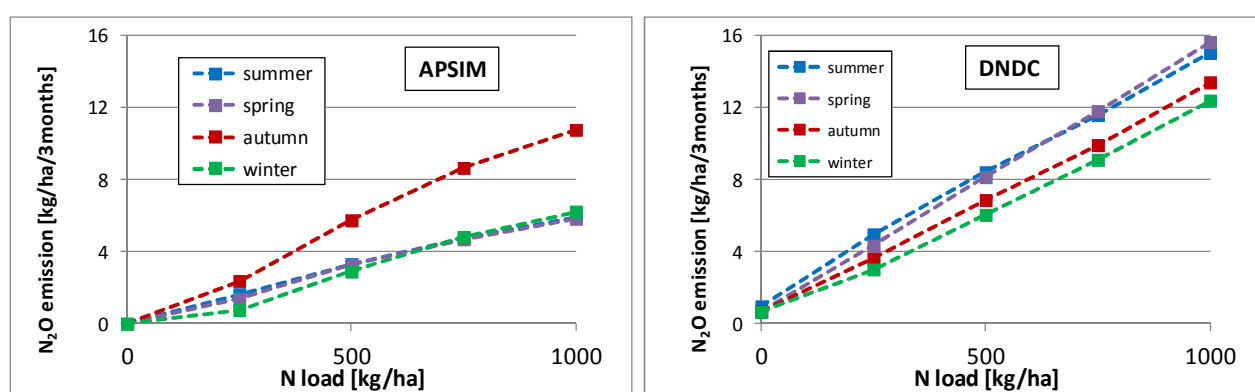 N₂O emission [kg/ha/3months]
16
12
8
4
0
summer
spring
autumn
winter
APSIM
0
500
1000
N load [kg/ha]
N₂O emission [kg/ha/3months]
16
12
8
4
0
summer
spring
autumn
winter
DNDC
0
500
1000
N load [kg/ha]